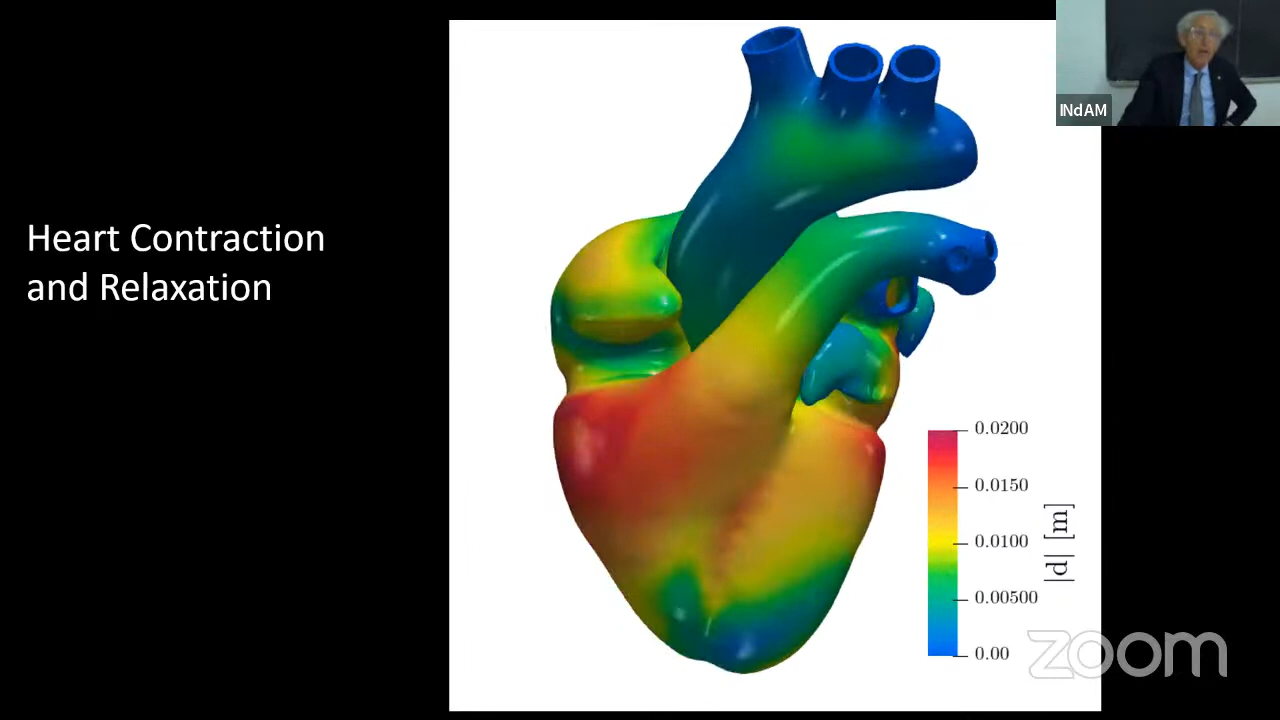 INdAM
Heart Contraction
and Relaxation
0.0200
0.0150
0.0100
0.00500
0.00
|d| [m]
zoom